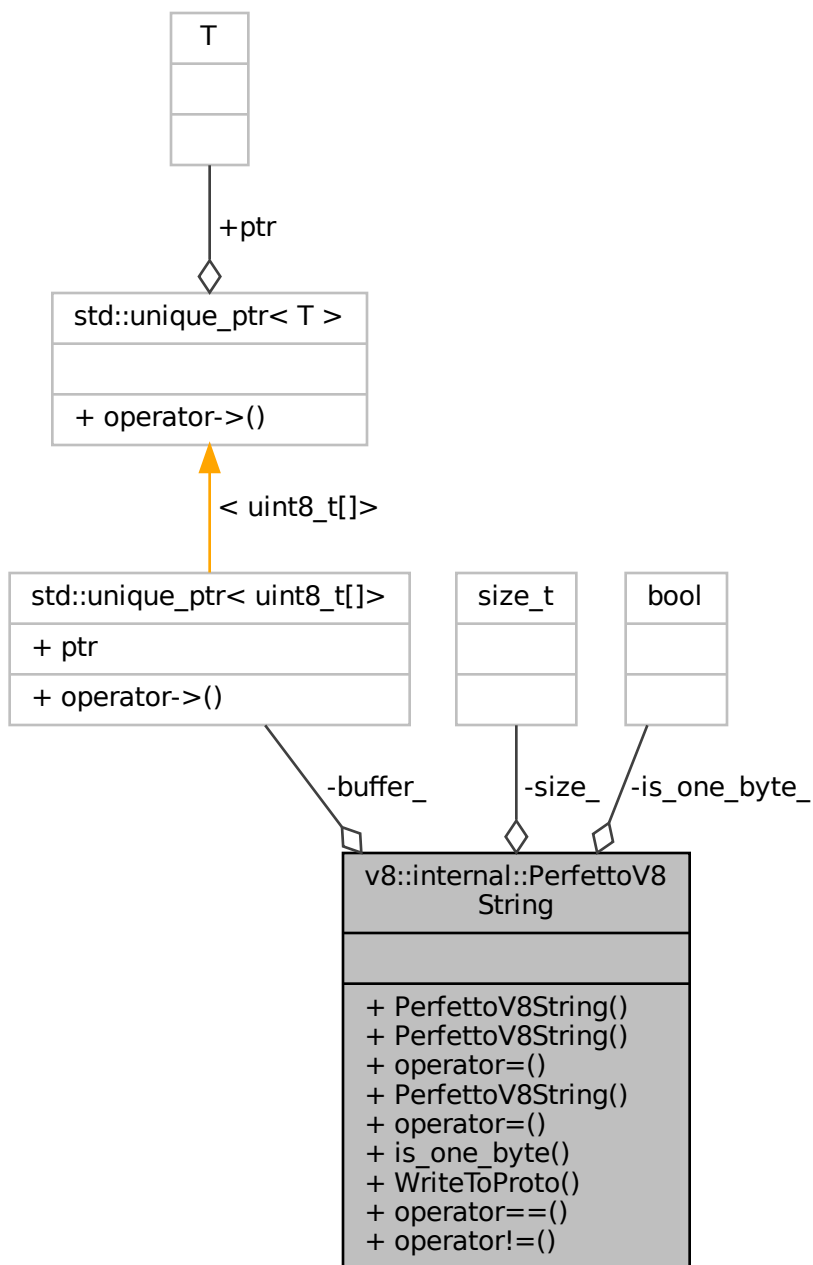 T
+ptr
std::unique_ptr< T >
+ operator->()
< uint8_t[]>
std::unique_ptr< uint8_t[]>
+ ptr
+ operator->()
size_t
bool
-buffer_
-size_
-is_one_byte_
v8::internal::PerfettoV8
String
+ PerfettoV8String()
+ PerfettoV8String()
+ operator=()
+ PerfettoV8String()
+ operator=()
+ is_one_byte()
+ WriteToProto()
+ operator==()
+ operator!=()